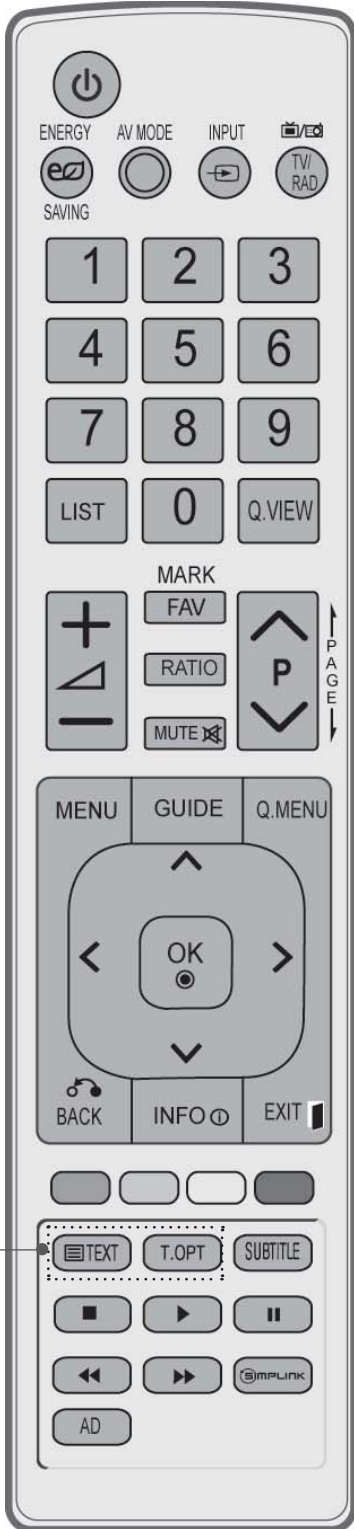 ENERGY AV MODE INPUT
TV/
RAD
SAVING
1 2 3
4 5 6
7 8 9
LIST 0 Q.VIEW
MARK
FAV
RATIO
P
PAGE
MUTE
MENU GUIDE Q.MENU
OK
BACK INFO EXIT
TEXT T.OPT SUBTITLE
SIMPLINK
AD